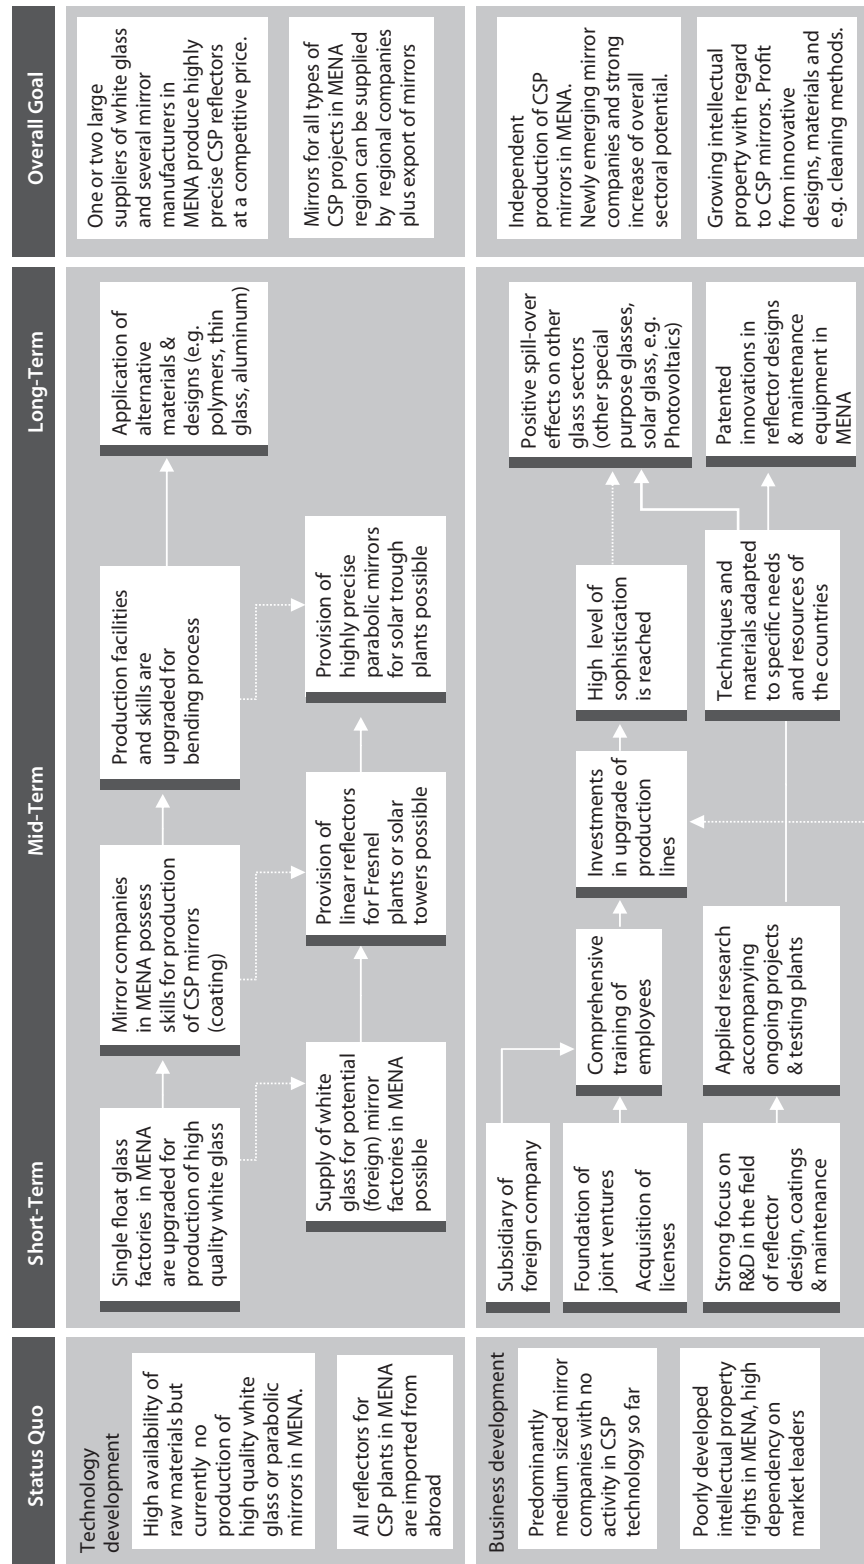 Status Quo
Short-Term
Mid-Term
Long-Term
Overall Goal
Technology
development
High availability of
raw materials but
currently no
production of
high quality white
glass or parabolic
mirrors in MENA.
All reflectors for
CSP plants in MENA
are imported from
abroad
Single float glass
factories in MENA
are upgraded for
production of high
quality white glass
Mirror companies
in MENA possess
skills for production
of CSP mirrors
(coating)
Production facilities
and skills are
upgraded for
bending process
Application of
alternative
materials &
designs (e.g.
polymers, thin
glass, aluminum)
Supply of white
glass for potential
(foreign) mirror
factories in MENA
possible
Provision of
linear reflectors
for Fresnel
plants or solar
towers possible
Provision of
highly precise
parabolic mirrors
for solar trough
plants possible
One or two large
suppliers of white glass
and several mirror
manufacturers in
MENA produce highly
precise CSP reflectors
at a competitive price.
Mirrors for all types of
CSP projects in MENA
region can be supplied
by regional companies
plus export of mirrors
Business development
Predominantly
medium sized mirror
companies with no
activity in CSP
technology so far
Poorly developed
intellectual property
rights in MENA, high
dependency on
market leaders
Subsidiary of
foreign company
Foundation of
joint ventures
Acquisition of
licenses
Comprehensive
training of
employees
Investments
in upgrade of
production
lines
High level of
sophistication
is reached
Positive spill-over
effects on other
glass sectors
(other special
purpose glasses,
solar glass, e.g.
Photovoltaics)
Strong focus on
R&D in the field
of reflector
design, coatings
& maintenance
Applied research
accompanying
ongoing projects
& testing plants
Techniques and
materials adapted
to specific needs
and resources of
the countries
Patented
innovations in
reflector designs
& maintenance
equipment in
MENA
Independent
production of CSP
mirrors in MENA.
Newly emerging mirror
companies and strong
increase of overall
sectoral potential.
Growing intellectual
property with regard
to CSP mirrors. Profit
from innovative
designs, materials and
e.g. cleaning methods.